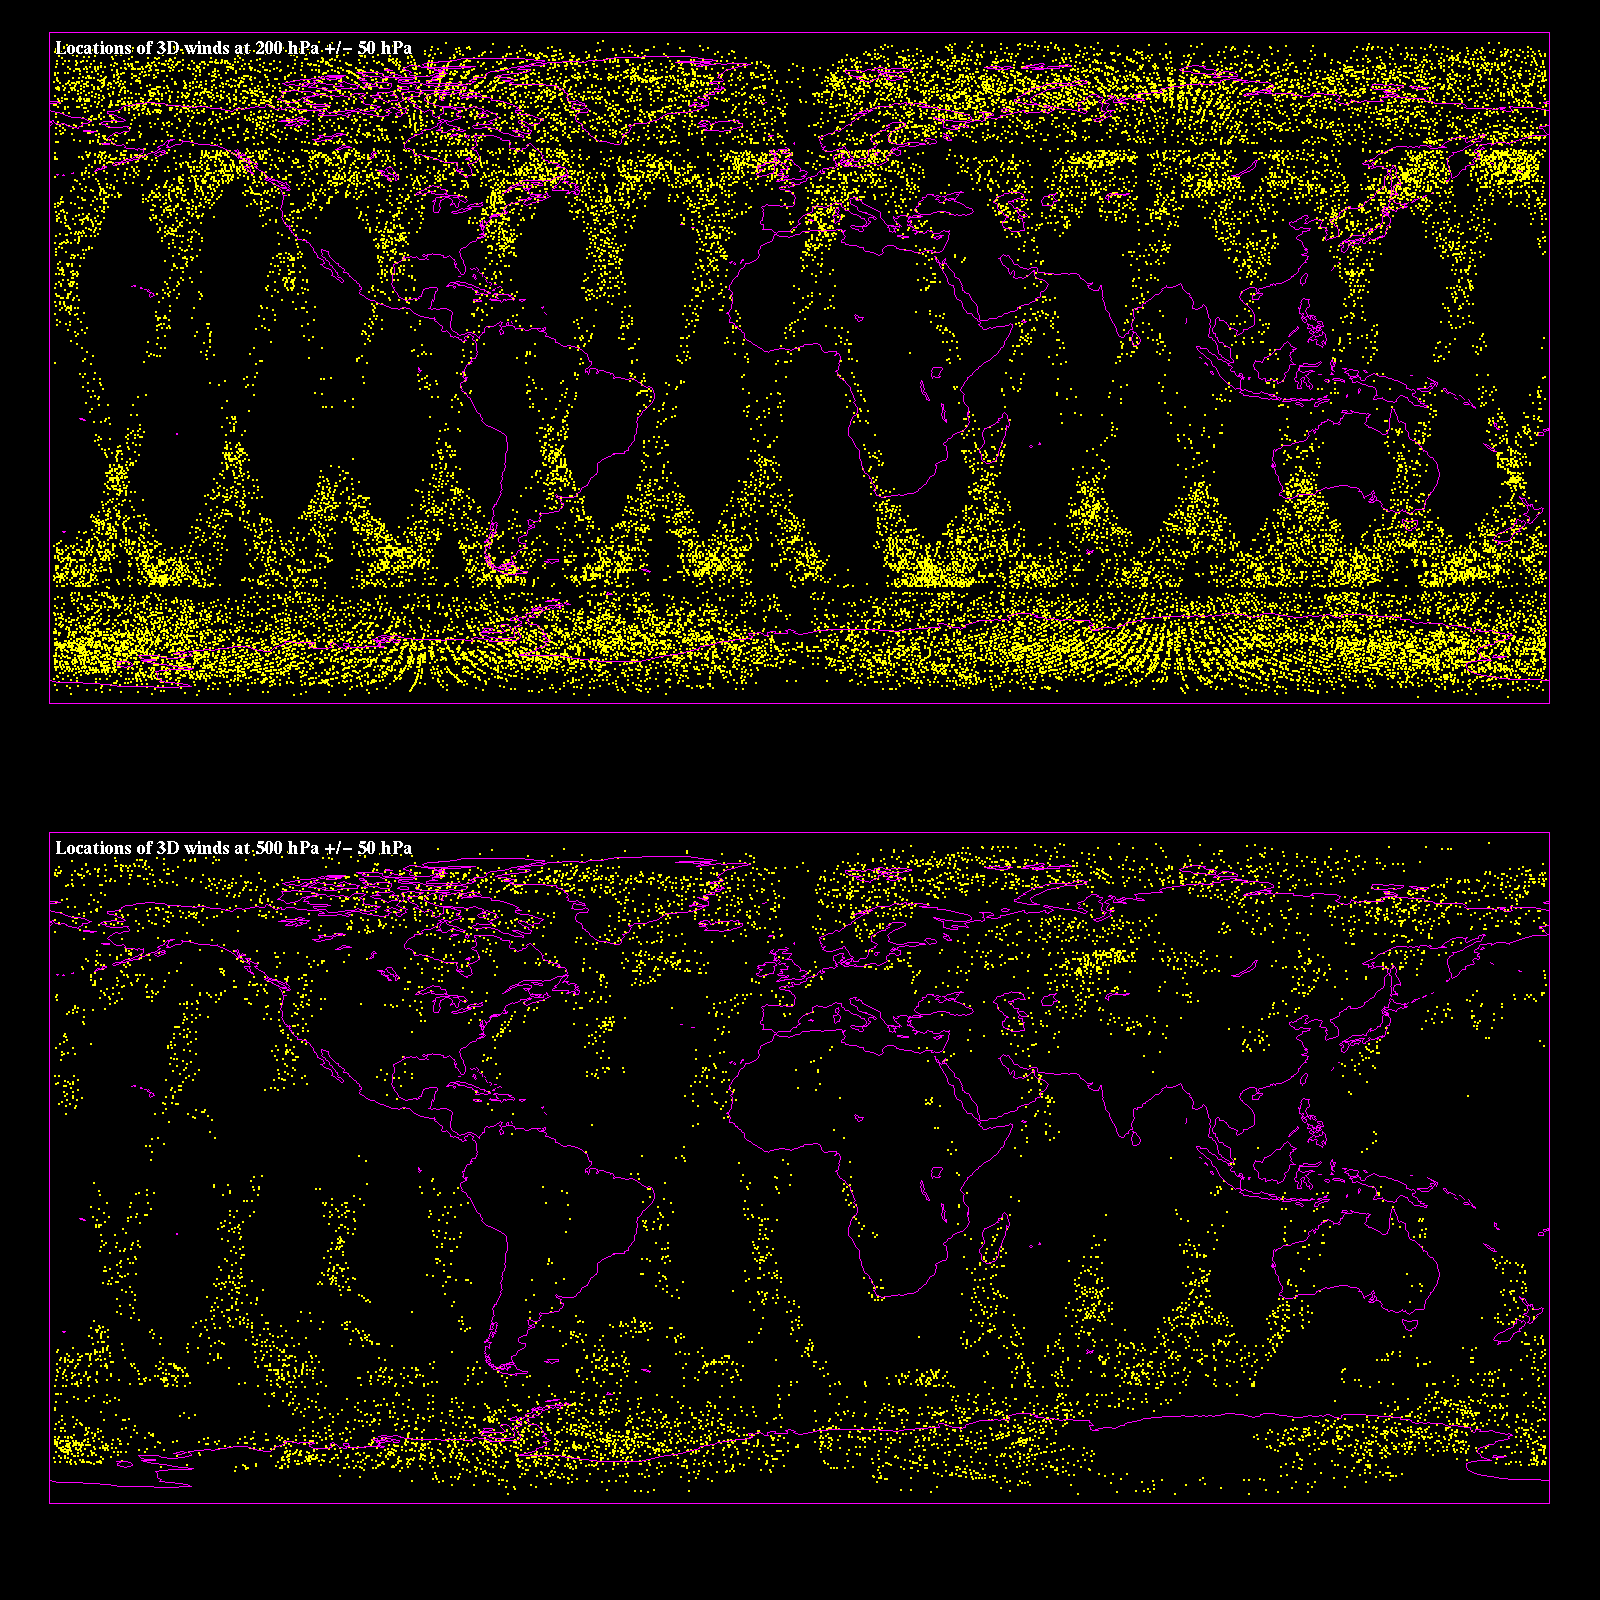 Locations of 3D winds at 200 hPa +/− 50 hPa
Locations of 3D winds at 500 hPa +/− 50 hPa